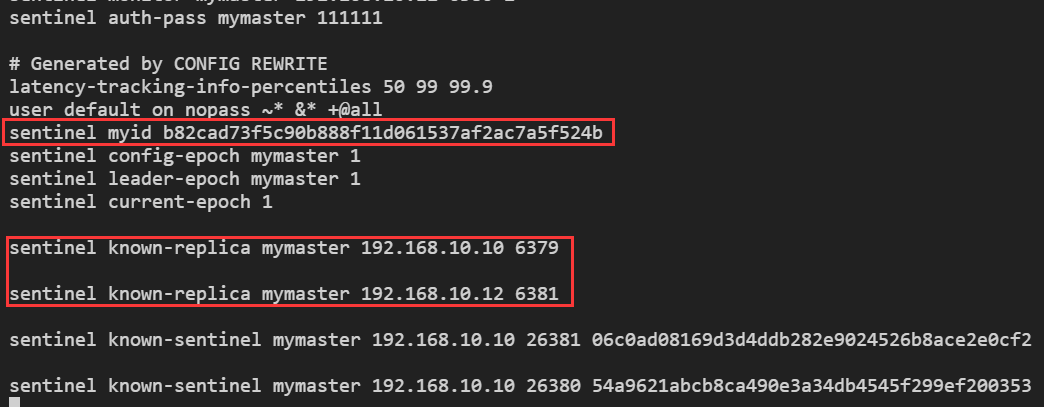 sentinel auth-pass mymaster 111111
# Generated by CONFIG REWRITE
latency-tracking-info-percentiles 50 99 99.9
user default on nopass ~* &* +@all
sentinel myid b82cad73f5c90b888f11d061537af2ac7a5f524b
sentinel config-epoch mymaster 1
sentinel leader-epoch mymaster 1
sentinel current-epoch 1
sentinel known-replica mymaster 192.168.10.10 6379
sentinel known-replica mymaster 192.168.10.12 6381
sentinel known-sentinel mymaster 192.168.10.10 26381 06c0ad08169d3d4ddb282e9024526b8ace2e0cf2
sentinel known-sentinel mymaster 192.168.10.10 26380 54a9621abcb8ca490e3a34db4545f299ef200353